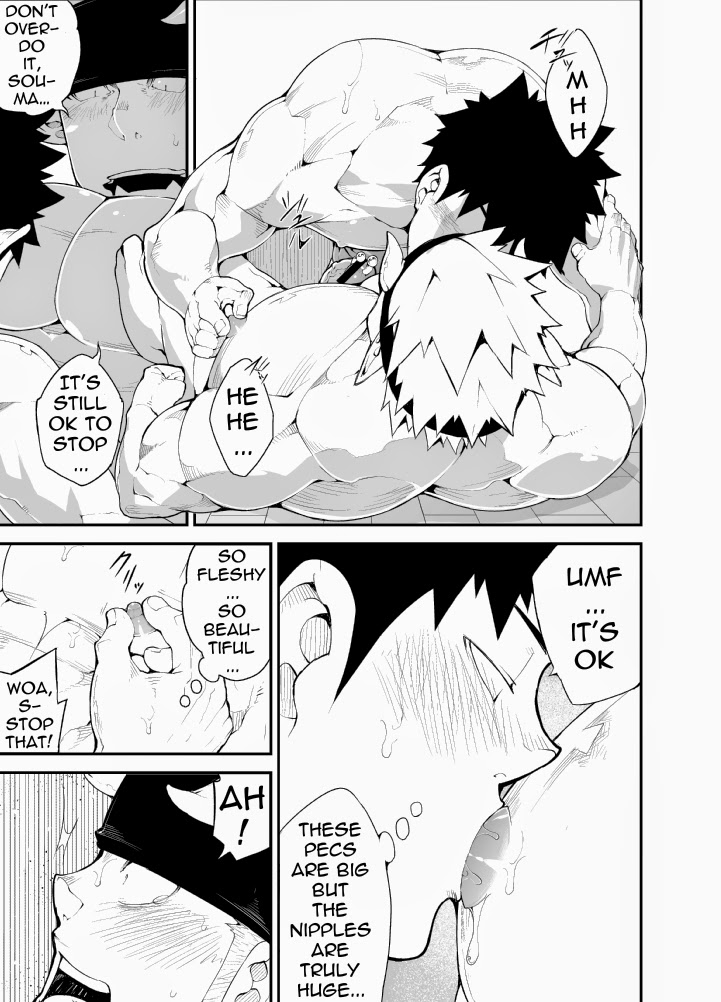 MHH
HE
HE
...
DON'T
OVER-
DO
IT,
SOU-
MA...
IT'S
STILL
OK TO
STOP
...
UMF
...
IT'S
OK
THESE
PECS
ARE BIG
BUT
THE
NIPPLES
ARE
TRULY
HUGE...
SO
FLESHY
...
SO
BEAU-
TIFUL
...
WOA,
S-
STOP
THAT!
AH
!